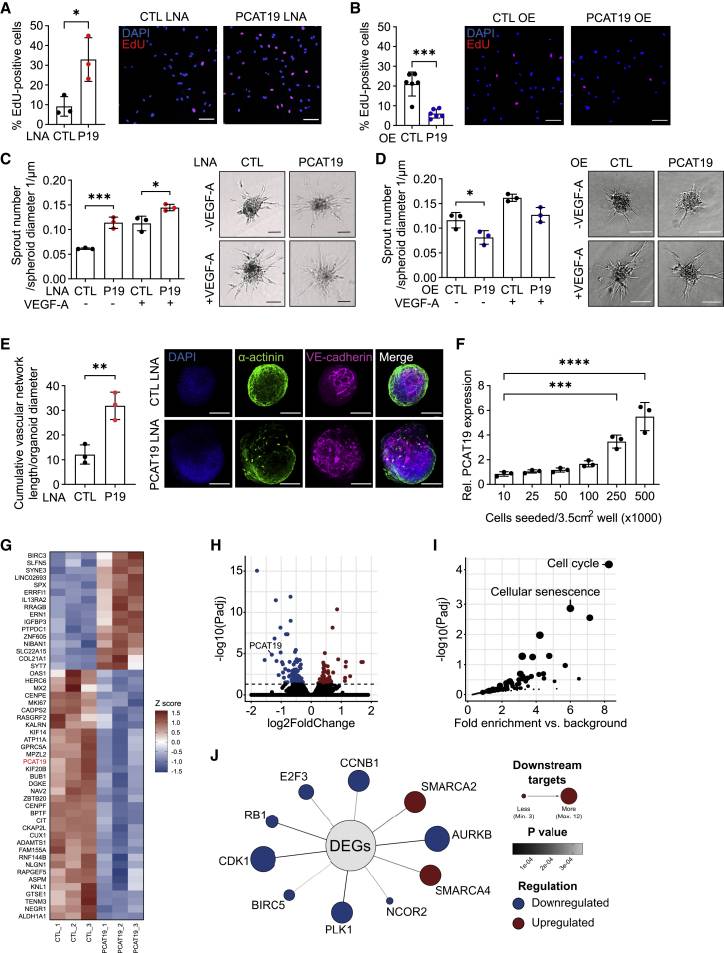 A
% EdU-positive cells
50
40
30
20
10
0
*
LNA CTL P19
CTL LNA
PCAT19 LNA
DAPI
EdU
B
% EdU-positive cells
50
40
30
20
10
0
***
OE CTL P19
CTL OE
PCAT19 OE
DAPI
EdU
C
Sprout number
/spheroid diameter 1/µm
0.20
0.15
0.10
0.05
0.00
***
*
LNA CTL P19 CTL P19
VEGF-A - - + +
LNA CTL PCAT19
-VEGF-A
+VEGF-A
D
Sprout number
/spheroid diameter 1/µm
0.20
0.15
0.10
0.05
0.00
*
OE CTL P19 CTL P19
VEGF-A - - + +
OE CTL PCAT19
-VEGF-A
+VEGF-A
E
Cumulative vascular network
length/organoid diameter
40
30
20
10
0
**
LNA CTL P19
DAPI
α-actinin
VE-cadherin
Merge
CTL LNA
PCAT19 LNA
F
Rel. PCAT19 expression
8
6
4
2
0
****
***
10 25 50 100 250 500
Cells seeded/3.5cm² well (x1000)
G
BIRC3
SLFN5
SYNE3
LINC02693
SPX
ERRFI1
IL13RA2
RRAGB
ERN1
IGFBP3
PTPDC1
ZNF605
NIBAN1
SLC22A15
COL21A1
SYT7
OAS1
HERC6
MX2
CENPE
MKI67
CADPS2
RASGRF2
KALRN
KIF14
ATP11A
GPRC5A
MPZL2
PCAT19
KIF20B
BUB1
DGKE
NAV2
ZBTB20
CENPF
BPTF
CIT
CKAP2L
CUX1
ADAMTS1
FAM155A
RNF144B
NLGN1
RAPGEF5
ASPM
KNL1
GTSE1
TENM3
NEGR1
ALDH1A1
CTL_1
CTL_2
CTL_3
PCAT19_1
PCAT19_2
PCAT19_3
Z score
1.5
1.0
0.5
0
-0.5
-1.0
-1.5
H
-log10(Padj)
15
10
5
0
PCAT19
-2 -1 0 1 2
log2FoldChange
I
-log10(Padj)
4
3
2
1
0
Cell cycle
Cellular senescence
0 2 4 6 8
Fold enrichment vs. background
J
DEGs
CCNB1
E2F3
SMARCA2
RB1
AURKB
CDK1
SMARCA4
BIRC5
NCOR2
PLK1
Downstream
targets
Less
(Min. 3)
More
(Max. 12)
P value
1e-04
2e-04
3e-04
Regulation
Downregulated
Upregulated